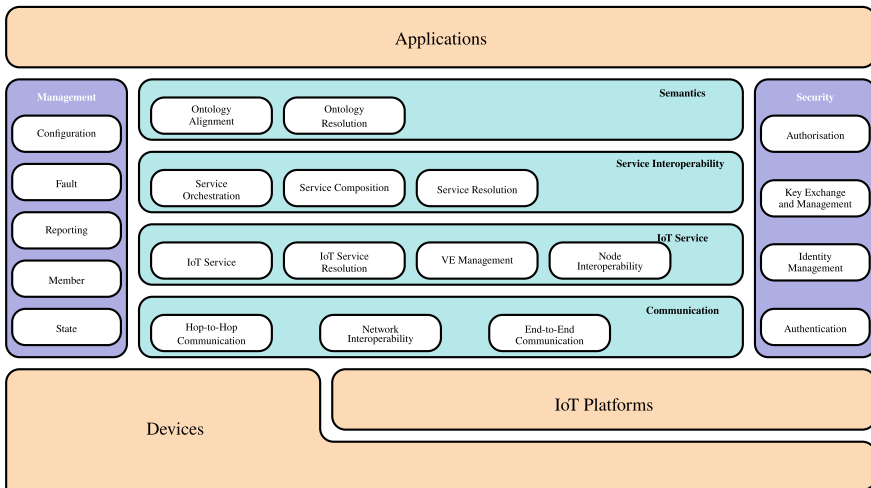 Applications
Management
Configuration
Fault
Reporting
Member
State
Semantics
Ontology
Alignment
Ontology
Resolution
Service Interoperability
Service
Orchestration
Service Composition
Service Resolution
IoT Service
IoT Service
IoT Service
Resolution
VE Management
Node
Interoperability
Communication
Hop-to-Hop
Communication
Network
Interoperability
End-to-End
Communication
Security
Authorisation
Key Exchange
and Management
Identity
Management
Authentication
Devices
IoT Platforms